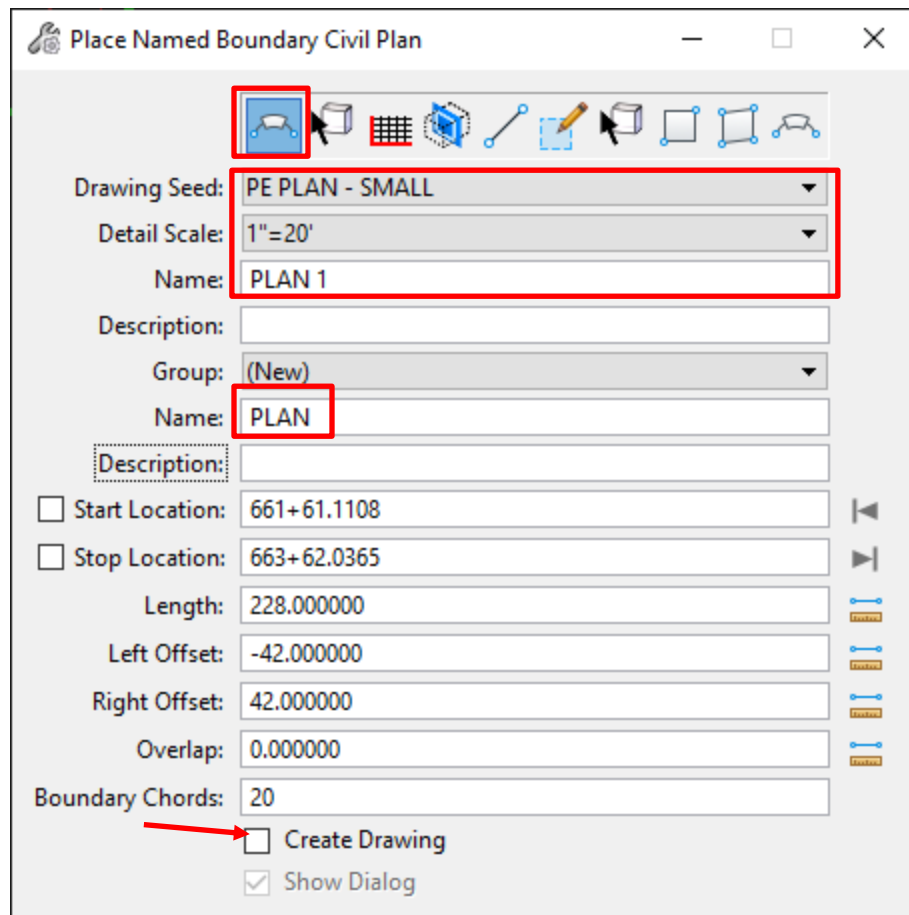 Place Named Boundary Civil Plan
Drawing Seed: PE PLAN - SMALL
Detail Scale: 1"=20'
Name: PLAN 1
Description:
Group: (New)
Name: PLAN
Description:
Start Location: 661+61.1108
Stop Location: 663+62.0365
Length: 228.000000
Left Offset: -42.000000
Right Offset: 42.000000
Overlap: 0.000000
Boundary Chords: 20
Create Drawing
Show Dialog